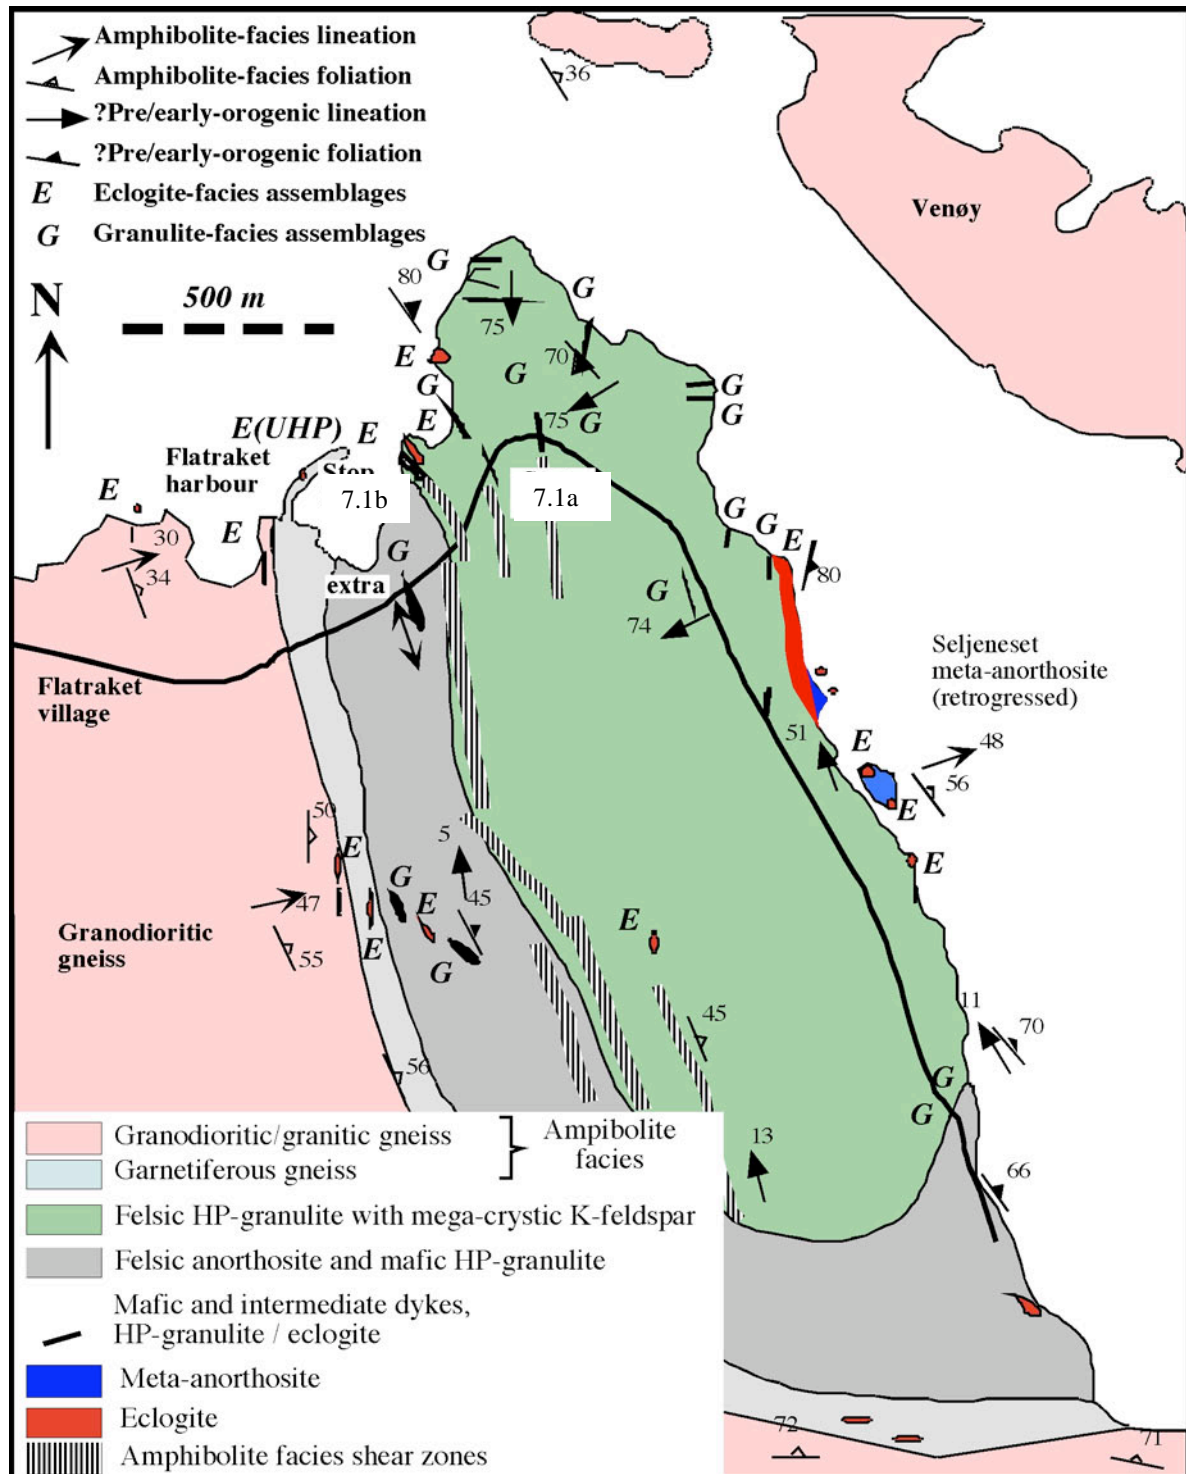 Amphibolite-facies lineation
Amphibolite-facies foliation
?Pre/early-orogenic lineation
?Pre/early-orogenic foliation
E Eclogite-facies assemblages
G Granulite-facies assemblages
N
500 m
36
Venøy
80
G
75
G
70
E
G
G
G
G
75
G
E
E(UHP)
E
Flatraket
harbour
7.1b
7.1a
E
30
34
E
G
extra
G
G
E
80
G
74
Flatraket
village
Seljeneset
meta-anorthosite
(retrogressed)
51
E
48
56
E
50
E
5
45
G
E
E
47
55
E
G
E
Granodioritic
gneiss
45
11
70
56
G
G
13
66
Granodioritic/granitic gneiss
Garnetiferous gneiss
Ampibolite
facies
Felsic HP-granulite with mega-crystic K-feldspar
Felsic anorthosite and mafic HP-granulite
Mafic and intermediate dykes,
HP-granulite / eclogite
Meta-anorthosite
Eclogite
Amphibolite facies shear zones
72
71